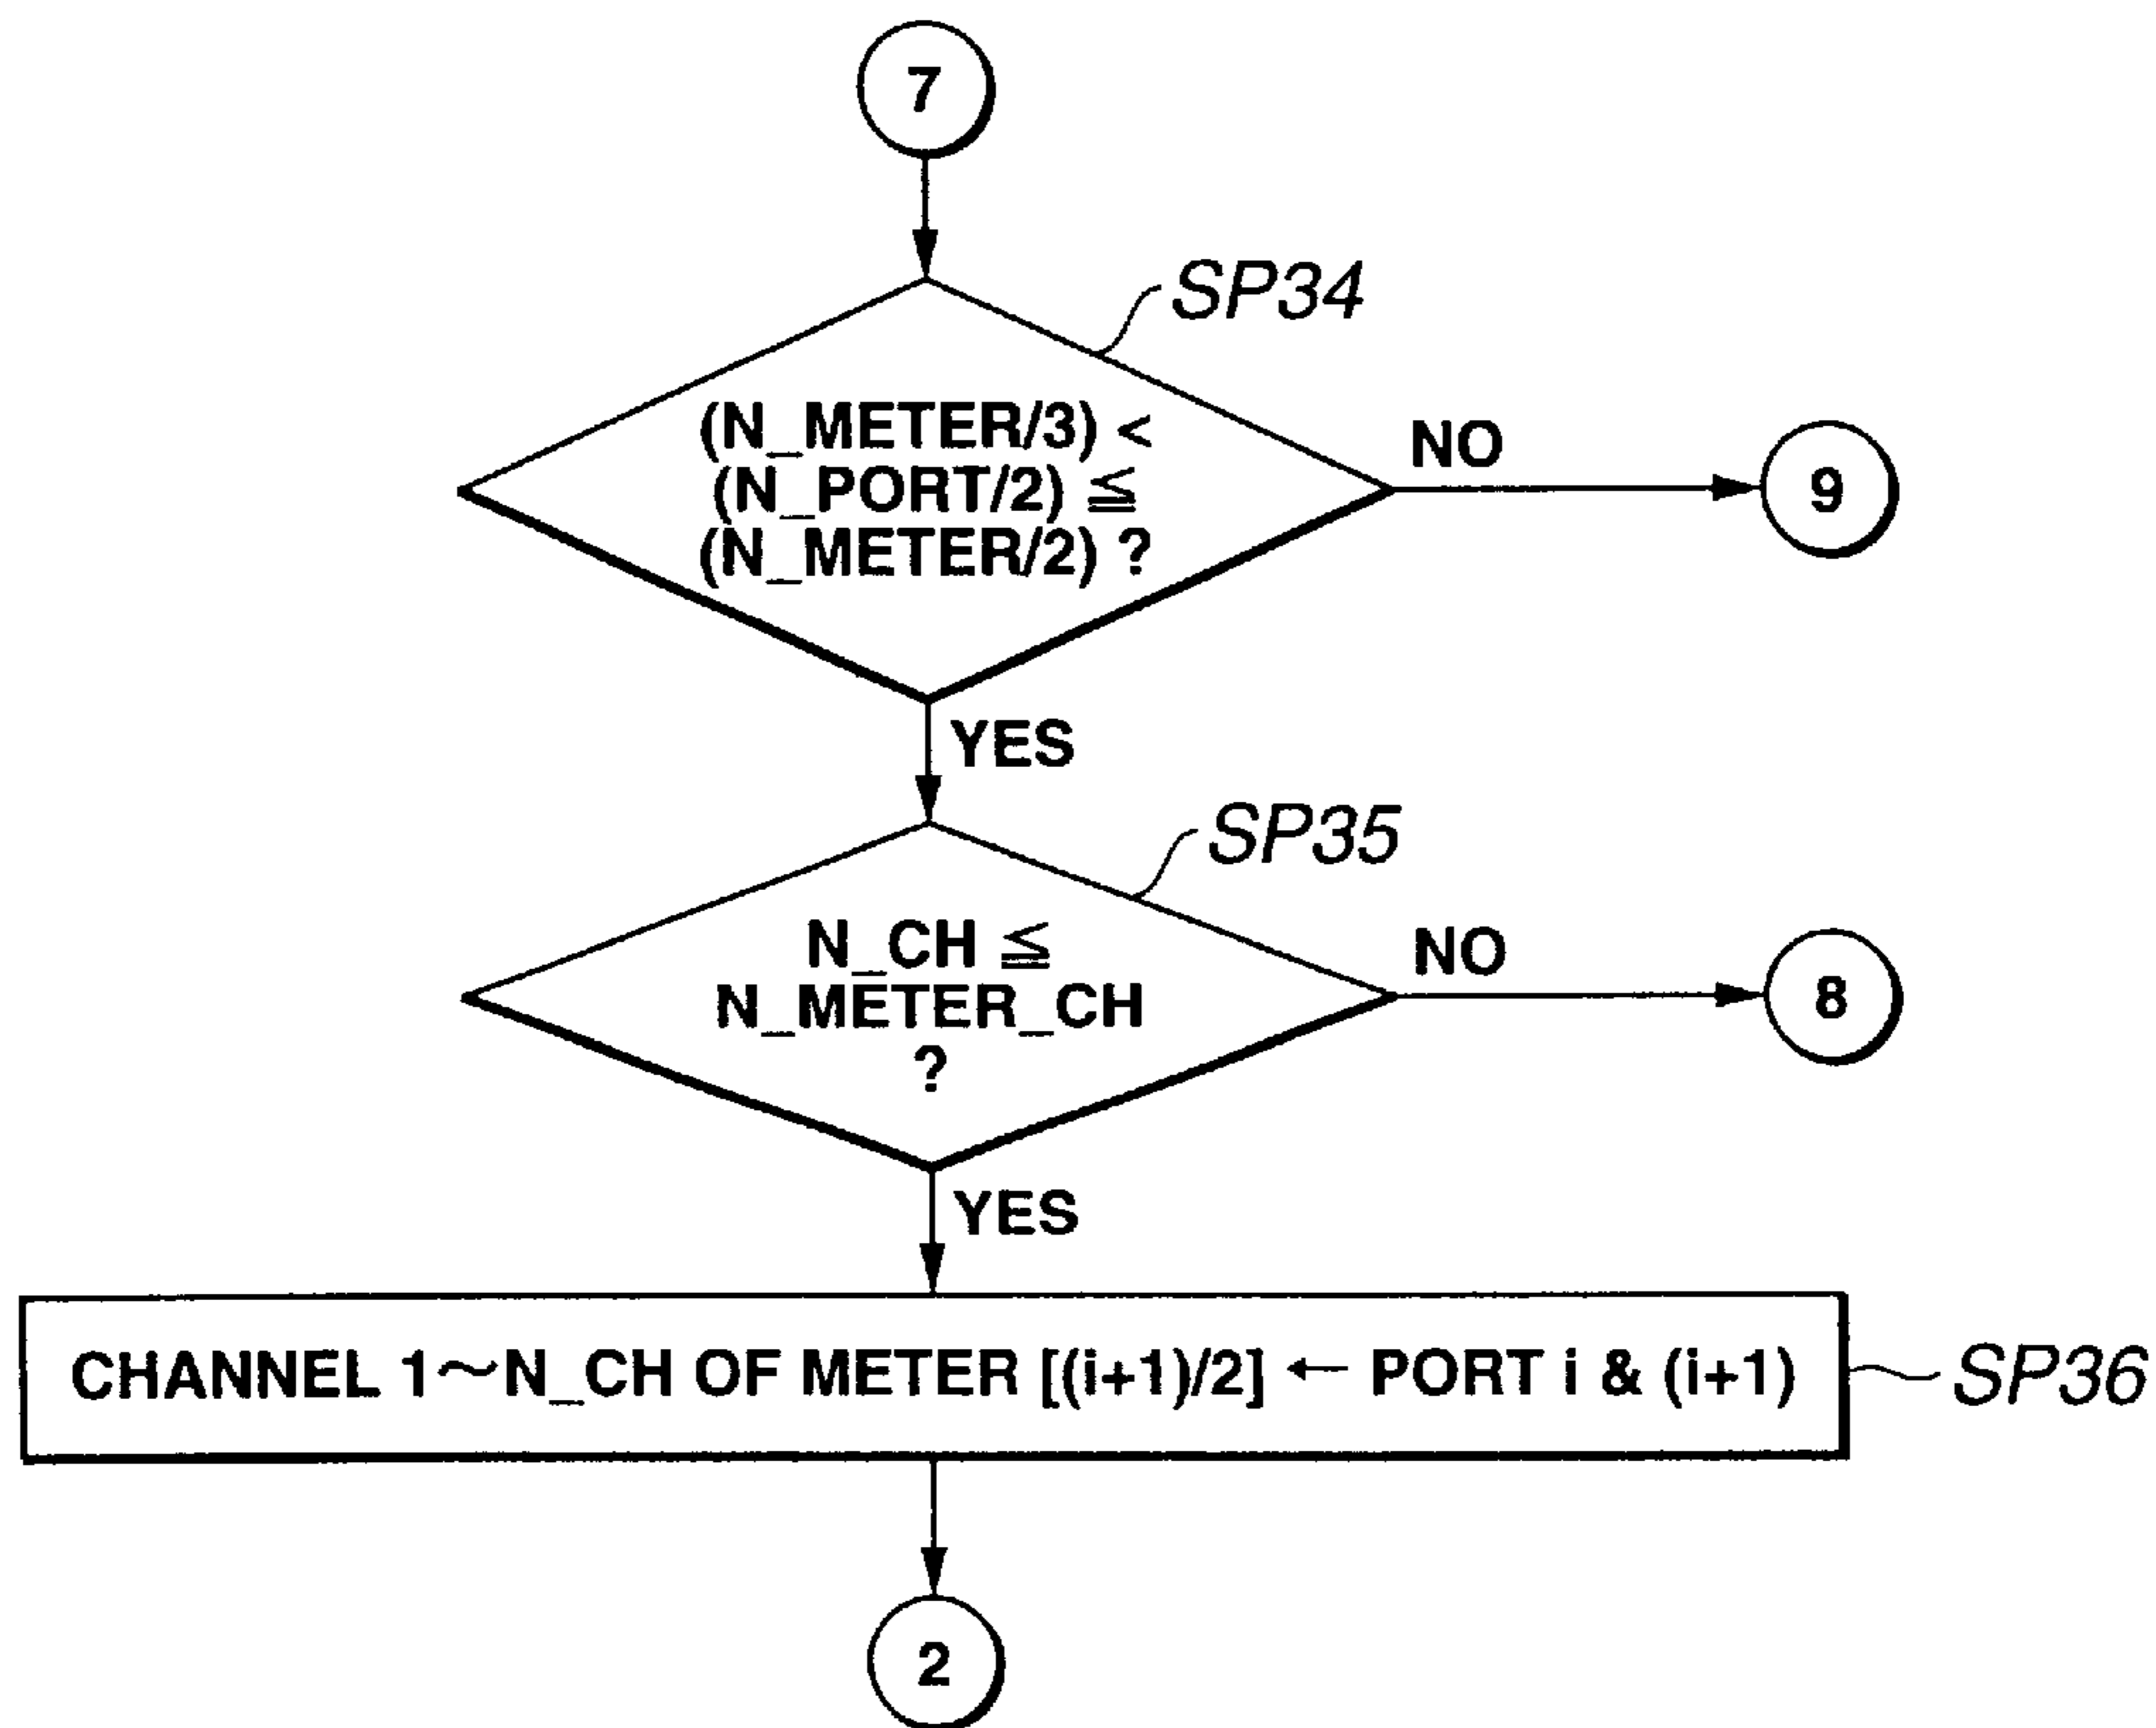 7
SP34
(N_METER/3) <
(N_PORT/2) ≦
(N_METER/2) ?
NO
9
YES
SP35
N_CH ≦
N_METER_CH
?
NO
8
YES
CHANNEL 1～N_CH OF METER [(i+1)/2] ← PORT i & (i+1)
SP36
2